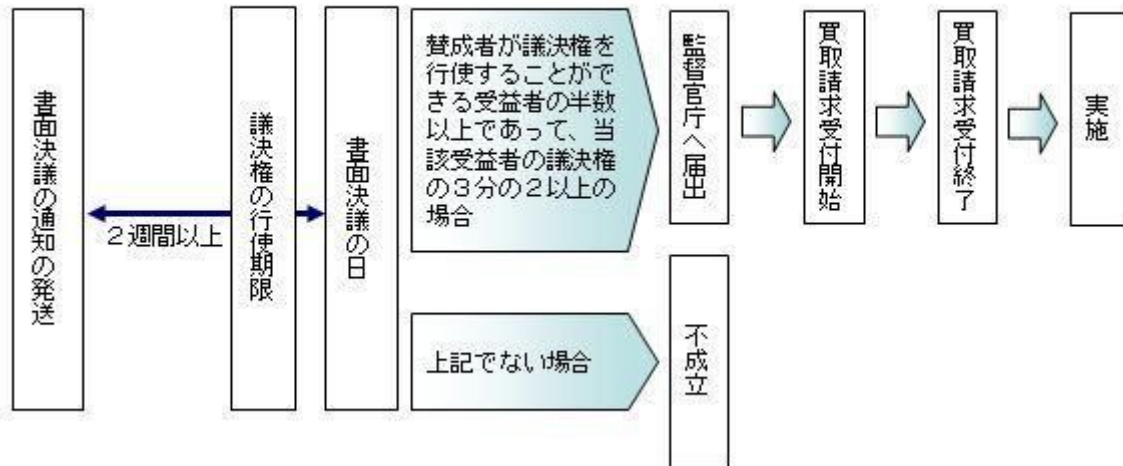 書面決議の通知の発送
２週間以上
議決権の行使期限
書面決議の日
賛成者が議決権を
行使することがで
きる受益者の半数
以上であって、当
該受益者の議決権
の３分の２以上の
場合
監督官庁へ届出
買取請求受付開始
買取請求受付終了
実施
上記でない場合
不成立